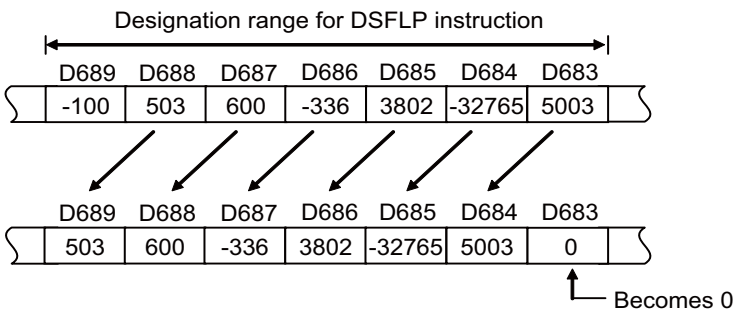 Designation range for DSFLP instruction
D689 D688 D687 D686 D685 D684 D683
-100 503 600 -336 3802 -32765 5003
D689 D688 D687 D686 D685 D684 D683
503 600 -336 3802 -32765 5003 0
Becomes 0